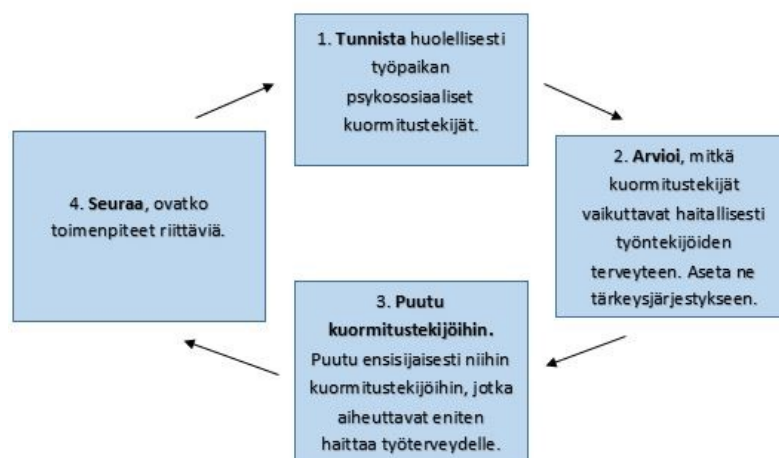 1. Tunnista huolellisesti
työpaikan
psykososiaaliset
kuormitustekijät.
2. Arvioi, mitkä
kuormitustekijät
vaikuttavat haitallisesti
työntekijöiden
terveyteen. Aseta ne
tärkeysjärjestykseen.
3. Puutu
kuormitustekijöihin.
Puutu ensisijaisesti niihin
kuormitustekijöihin, jotka
aiheuttavat eniten
haittaa työterveydelle.
4. Seuraa, ovatko
toimenpiteet riittäviä.